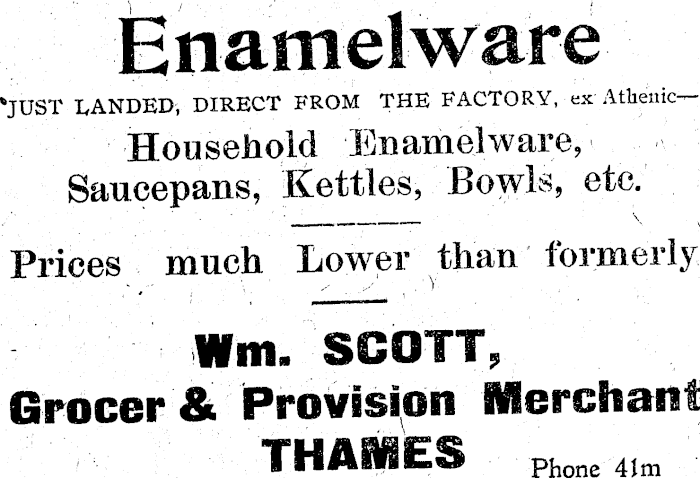 Enamelware
JUST LANDED, DIRECT FROM THE FACTORY, ex Athenic—
Household Enamelware,
Saucepans, Kettles, Bowls, etc.
Prices much Lower than formerly
Wm. SCOTT,
Grocer & Provision Merchant
THAMES
Phone 41m